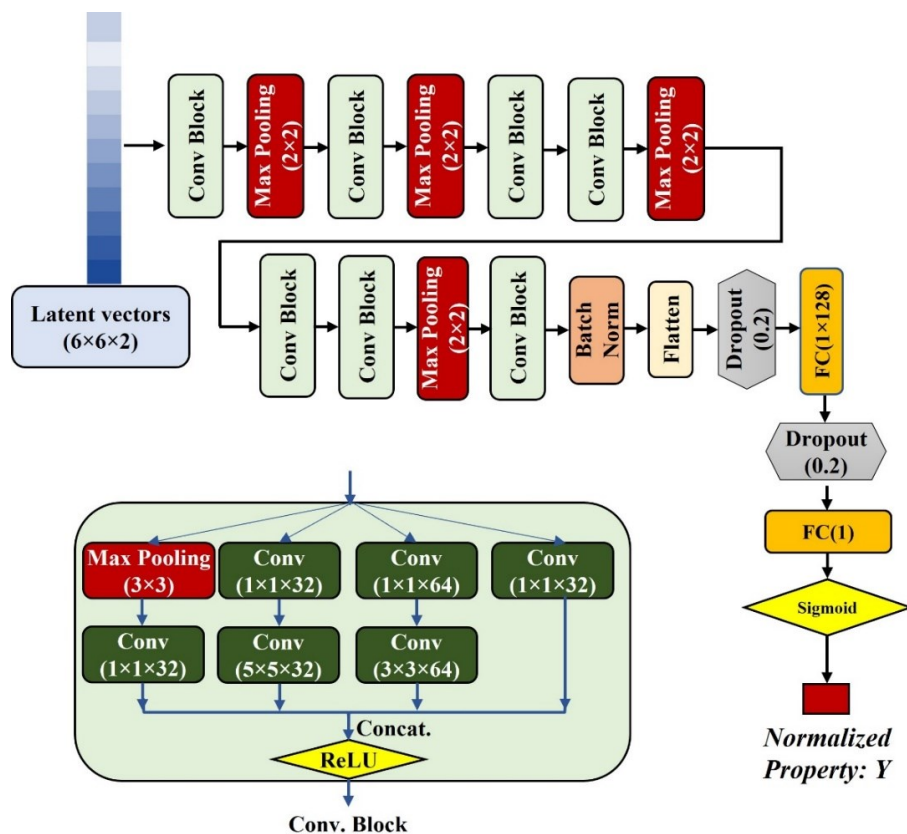 Conv Block
Max Pooling
(2×2)
Conv Block
Max Pooling
(2×2)
Conv Block
Conv Block
Max Pooling
(2×2)
Latent vectors
(6×6×2)
Conv Block
Conv Block
Max Pooling
(2×2)
Conv Block
Batch
Norm
Flatten
Dropout
(0.2)
FC(1×128)
Dropout
(0.2)
FC(1)
Sigmoid
Normalized
Property: Y
Max Pooling
(3×3)
Conv
(1×1×32)
Conv
(1×1×64)
Conv
(1×1×32)
Conv
(1×1×32)
Conv
(5×5×32)
Conv
(3×3×64)
Concat.
ReLU
Conv. Block